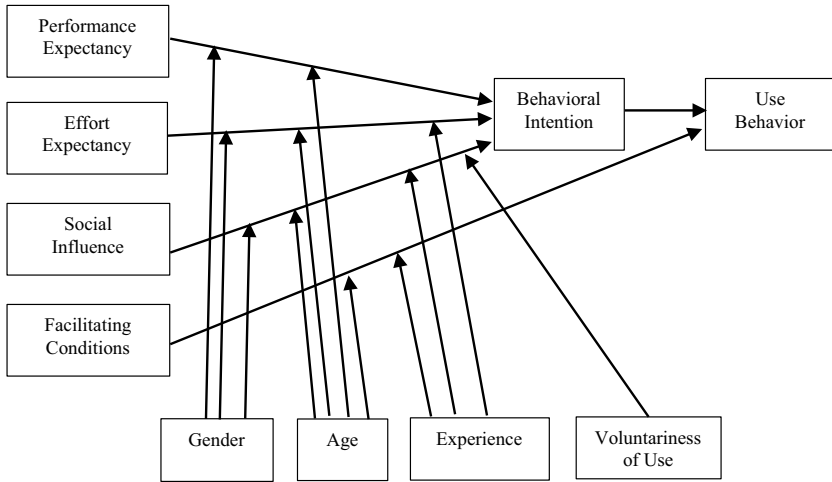 Performance
Expectancy
Effort
Expectancy
Social
Influence
Facilitating
Conditions
Behavioral
Intention
Use
Behavior
Gender
Age
Experience
Voluntariness
of Use